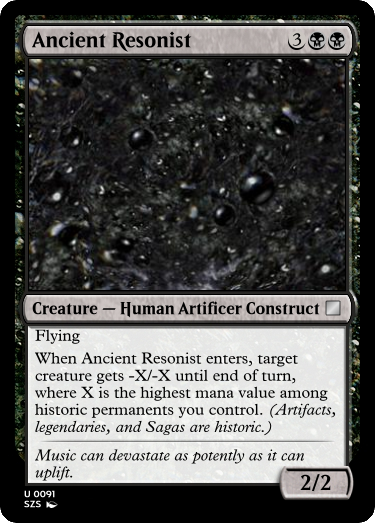 Ancient Resonist 3
Creature — Human Artificer Construct
Flying
When Ancient Resonist enters, target
creature gets -X/-X until end of turn,
where X is the highest mana value among
historic permanents you control. (Artifacts,
legendaries, and Sagas are historic.)
Music can devastate as potently as it can
uplift.
2/2
U 0091
SZS